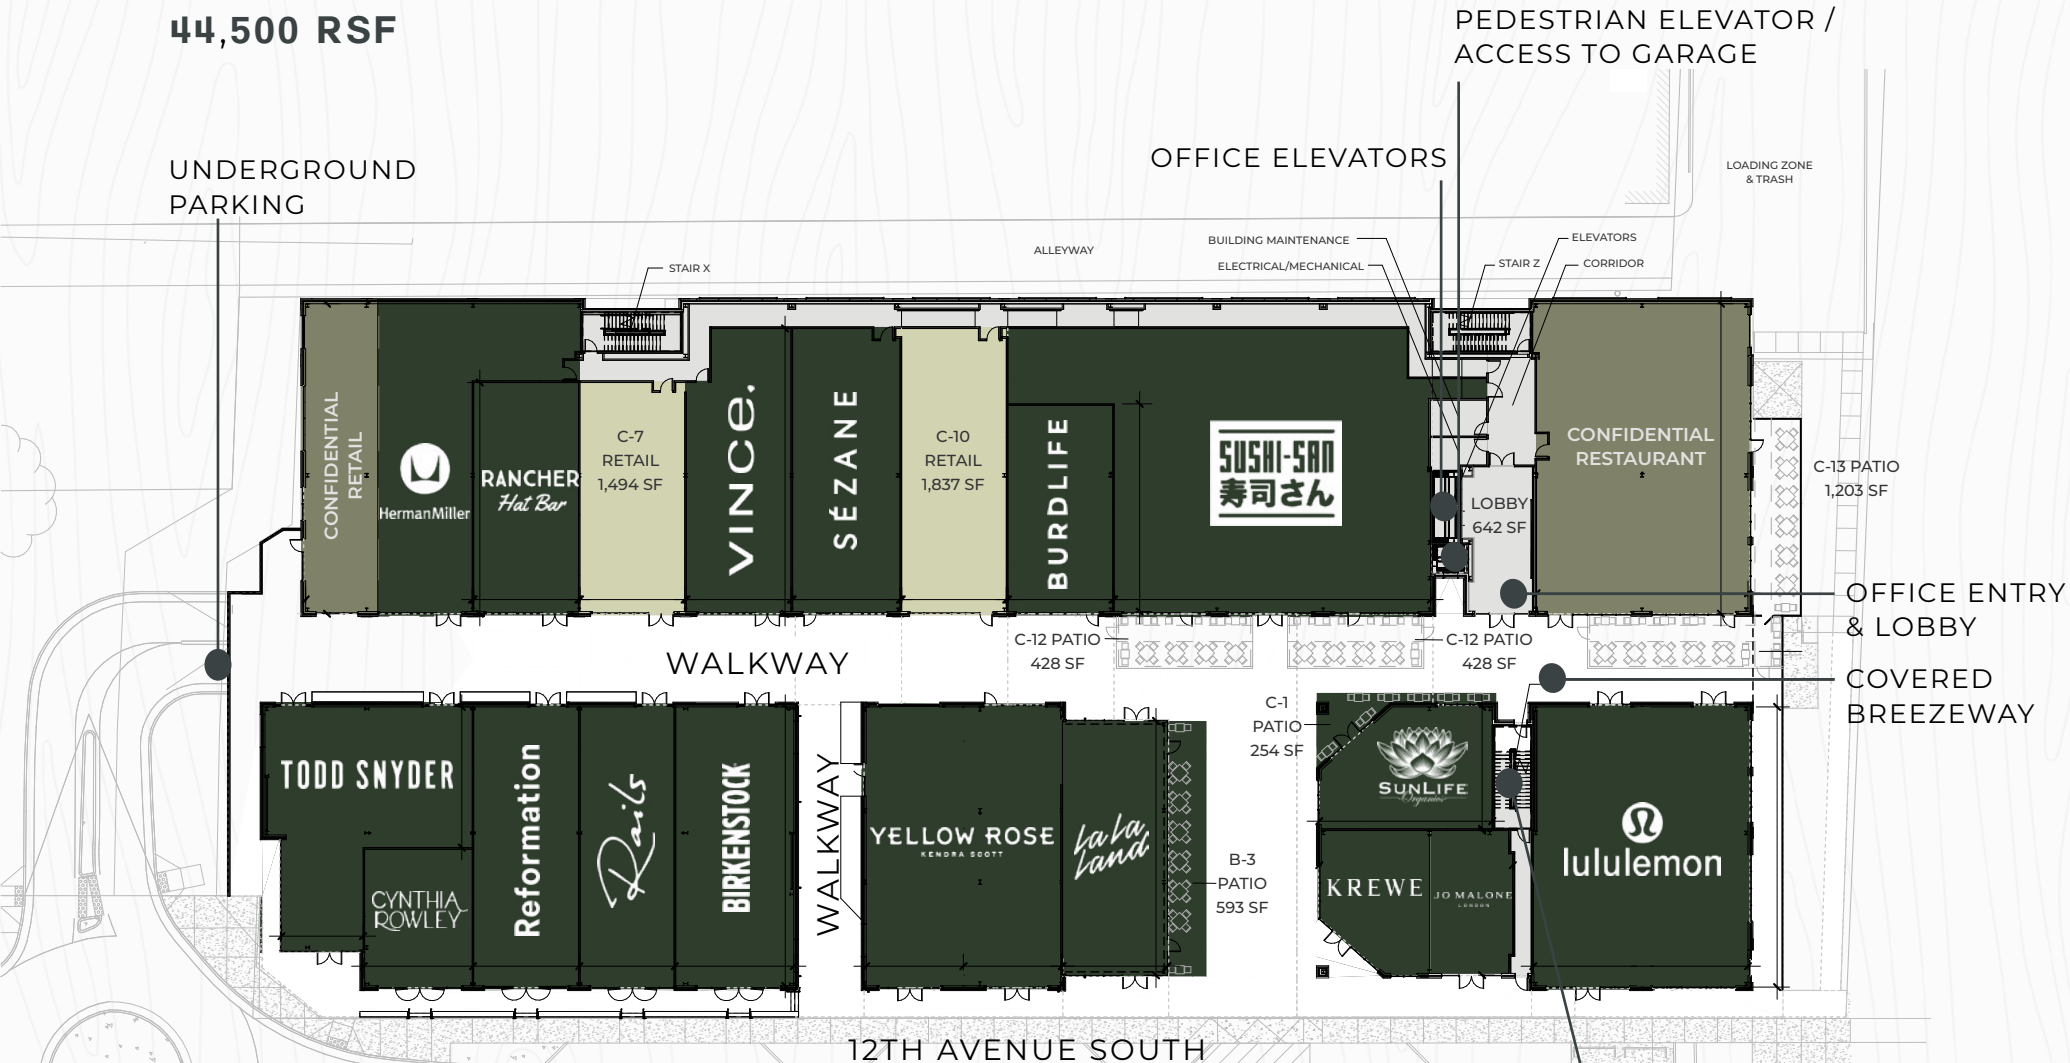 44,500 RSF
PEDESTRIAN ELEVATOR /
ACCESS TO GARAGE
UNDERGROUND
PARKING
OFFICE ELEVATORS
LOADING ZONE
& TRASH
ALLEYWAY
BUILDING MAINTENANCE
ELECTRICAL/MECHANICAL
ELEVATORS
STAIR Z
CORRIDOR
STAIR X
CONFIDENTIAL
RETAIL
HermanMiller
RANCHER
Hat Bar
C-7
RETAIL
1,494 SF
VINCE.
SÉZANE
C-10
RETAIL
1,837 SF
BURDLIFE
SUSHI-SAN
寿司さん
LOBBY
642 SF
CONFIDENTIAL
RESTAURANT
C-13 PATIO
1,203 SF
OFFICE ENTRY
& LOBBY
C-12 PATIO
428 SF
C-12 PATIO
428 SF
WALKWAY
COVERED
BREEZEWAY
TODD SNYDER
CYNTHIA
ROWLEY
Reformation
Rails
BIRKENSTOCK
WALKWAY
YELLOW ROSE
KENDRA SCOTT
La La
Land
B-3
PATIO
593 SF
C-1
PATIO
254 SF
SUNLIFE
Organics
KREWE
JO MALONE
LONDON
lululemon
12TH AVENUE SOUTH